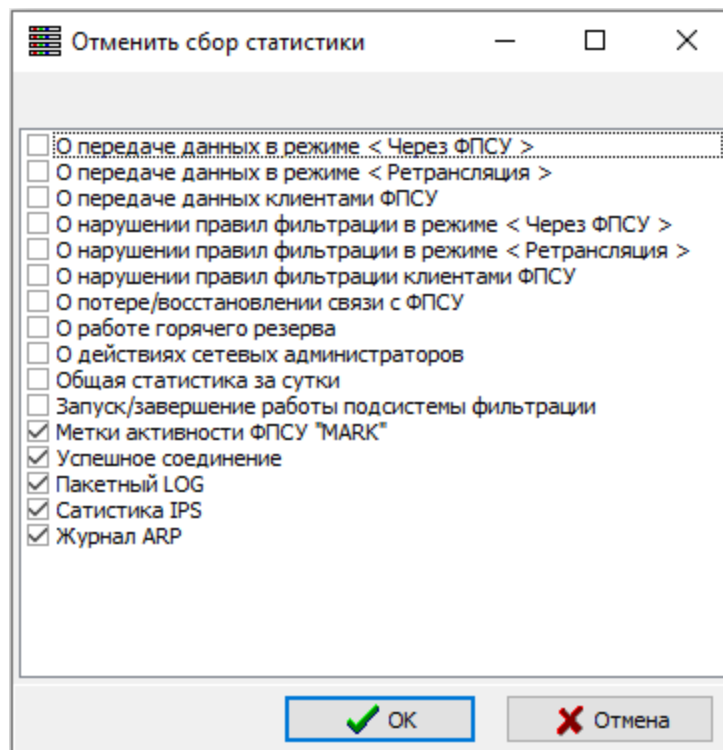 Отменить сбор статистики
О передаче данных в режиме < Через ФПСУ >
О передаче данных в режиме < Ретрансляция >
О передаче данных клиентами ФПСУ
О нарушении правил фильтрации в режиме < Через ФПСУ >
О нарушении правил фильтрации в режиме < Ретрансляция >
О нарушении правил фильтрации клиентами ФПСУ
О потере/восстановлении связи с ФПСУ
О работе горячего резерва
О действиях сетевых администраторов
Общая статистика за сутки
Запуск/завершение работы подсистемы фильтрации
Метки активности ФПСУ "MARK"
Успешное соединение
Пакетный LOG
Сатистика IPS
Журнал ARP
OK Отмена